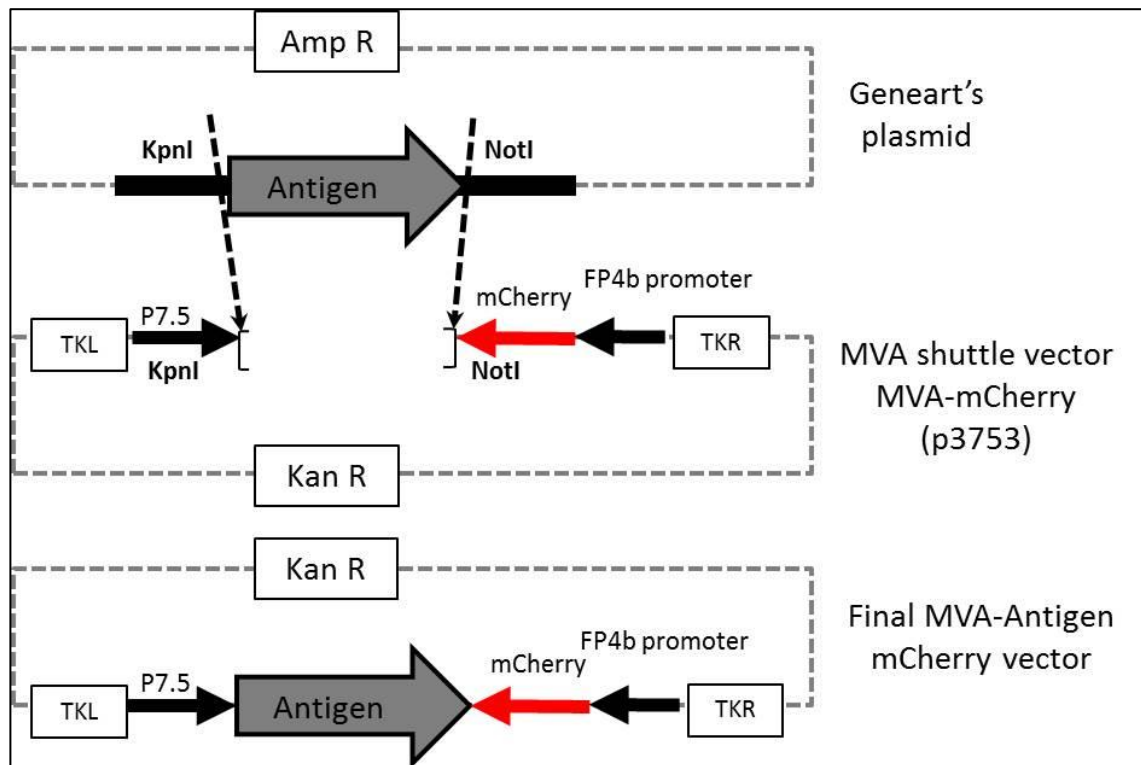 Amp R
Geneart's
plasmid
KpnI
NotI
Antigen
mCherry
FP4b promoter
P7.5
TKL
TKR
KpnI
NotI
MVA shuttle vector
MVA-mCherry
(p3753)
Kan R
Kan R
Final MVA-Antigen
mCherry vector
FP4b promoter
mCherry
P7.5
TKL
Antigen
TKR